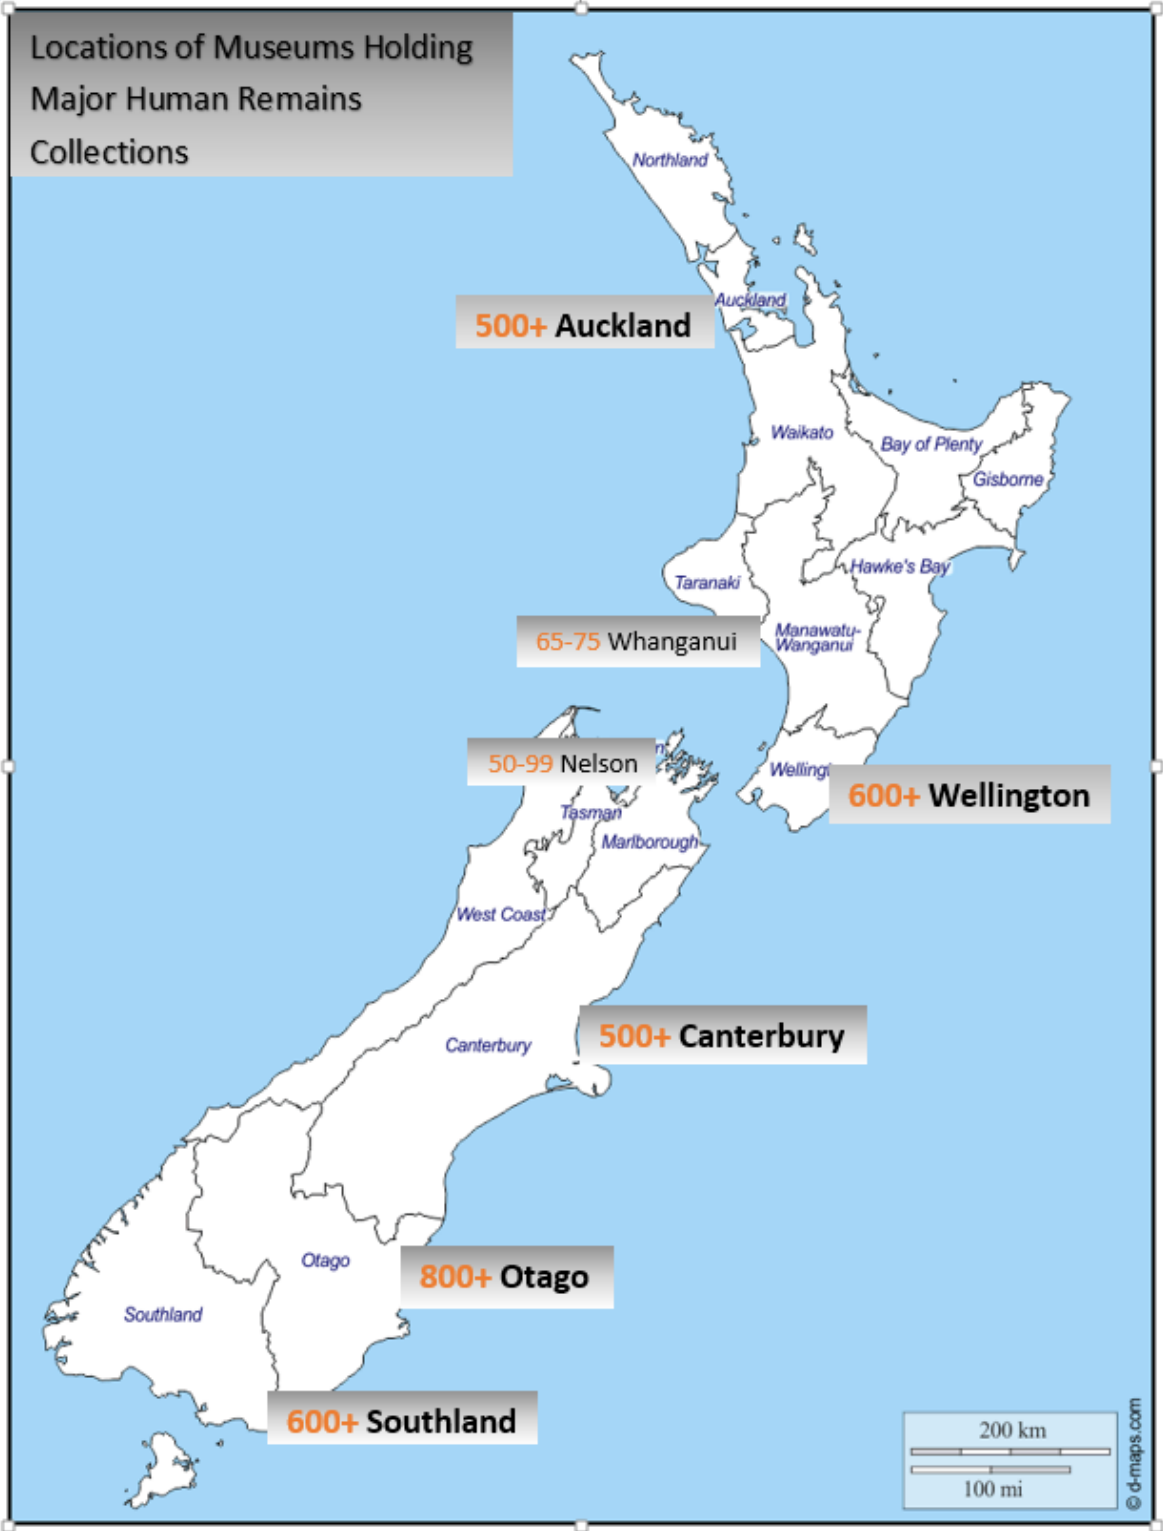 Locations of Museums Holding
Major Human Remains
Collections
Northland
Auckland
500+ Auckland
Waikato
Bay of Plenty
Gisborne
Hawke's Bay
Taranaki
65-75 Whanganui
Manawatu-
Wanganui
50-99 Nelson
Wellingt
600+ Wellington
Tasman
Marlborough
West Coast
500+ Canterbury
Canterbury
Otago
800+ Otago
Southland
600+ Southland
200 km
100 mi
© d-maps.com